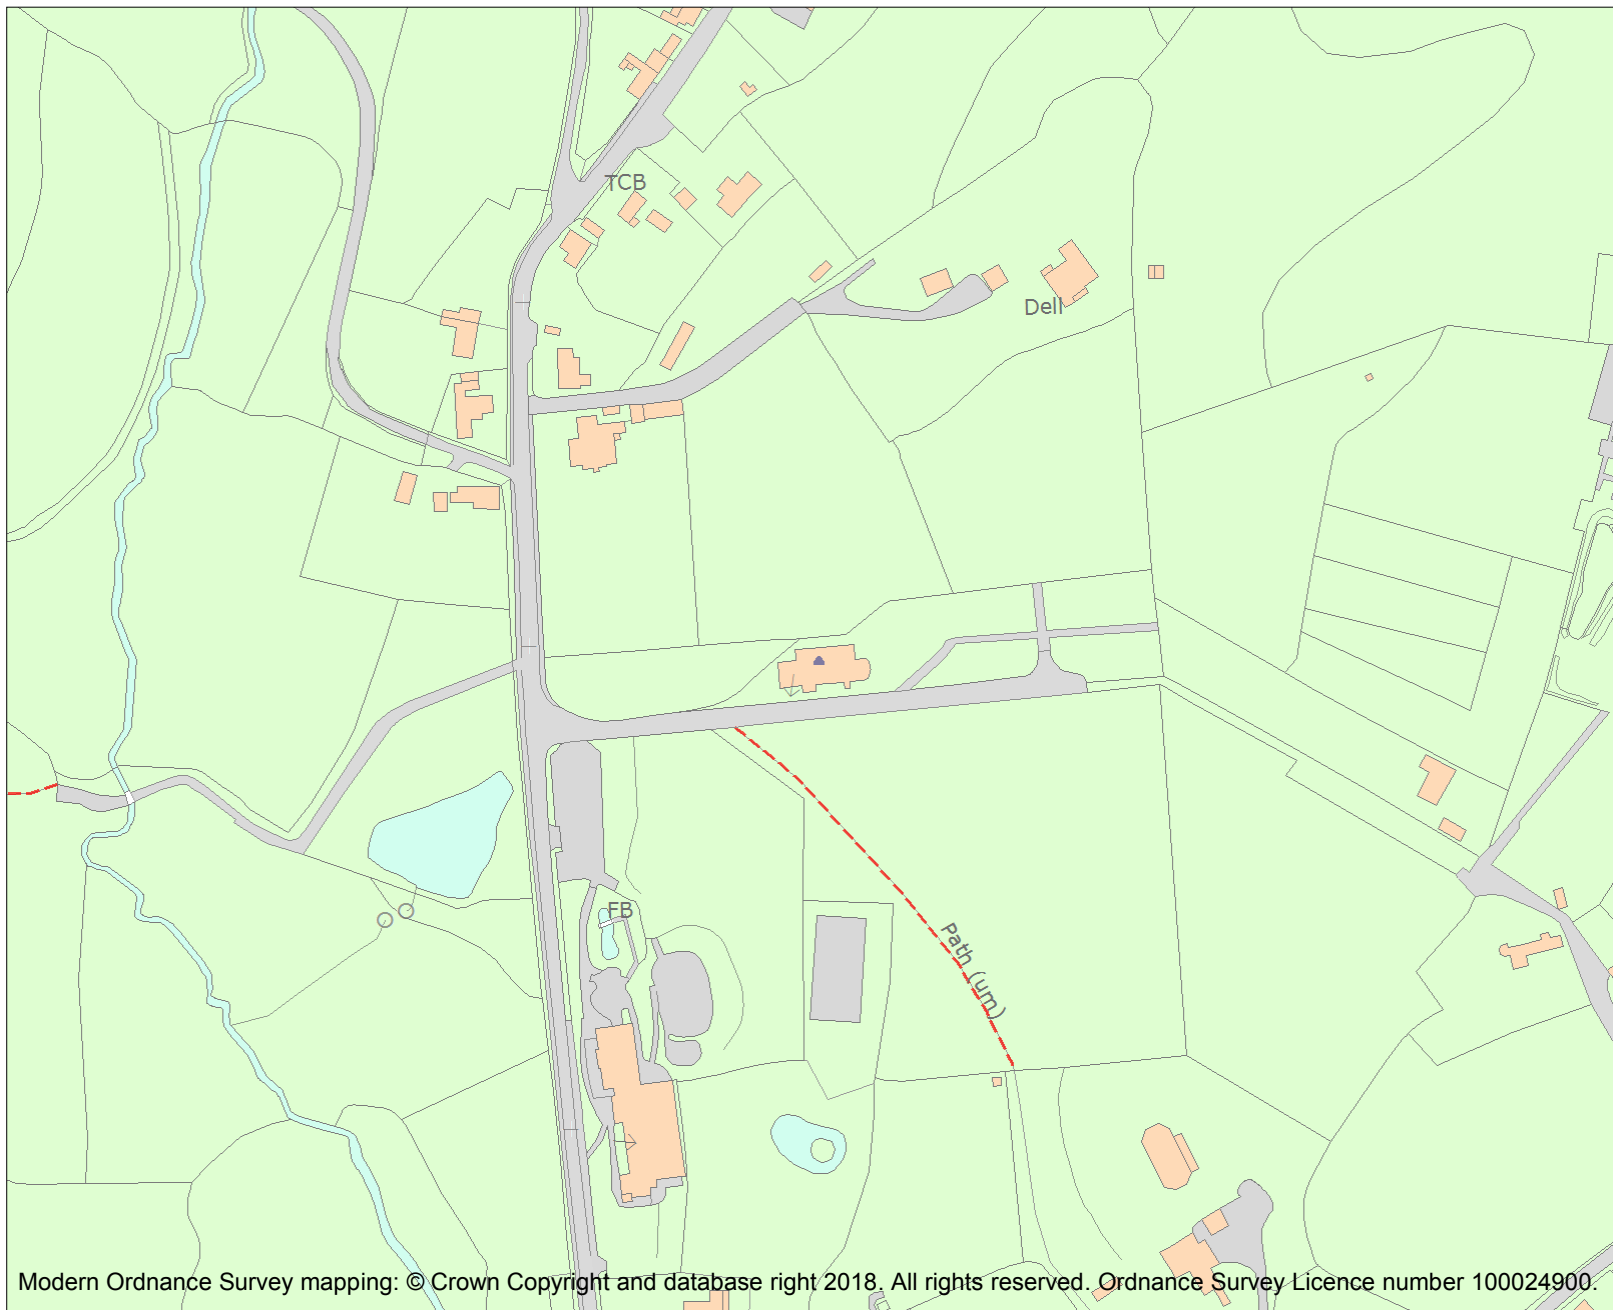 TCB
Dell
FB
Path (um)
Modern Ordnance Survey mapping: © Crown Copyright and database right 2018. All rights reserved. Ordnance Survey Licence number 100024900.